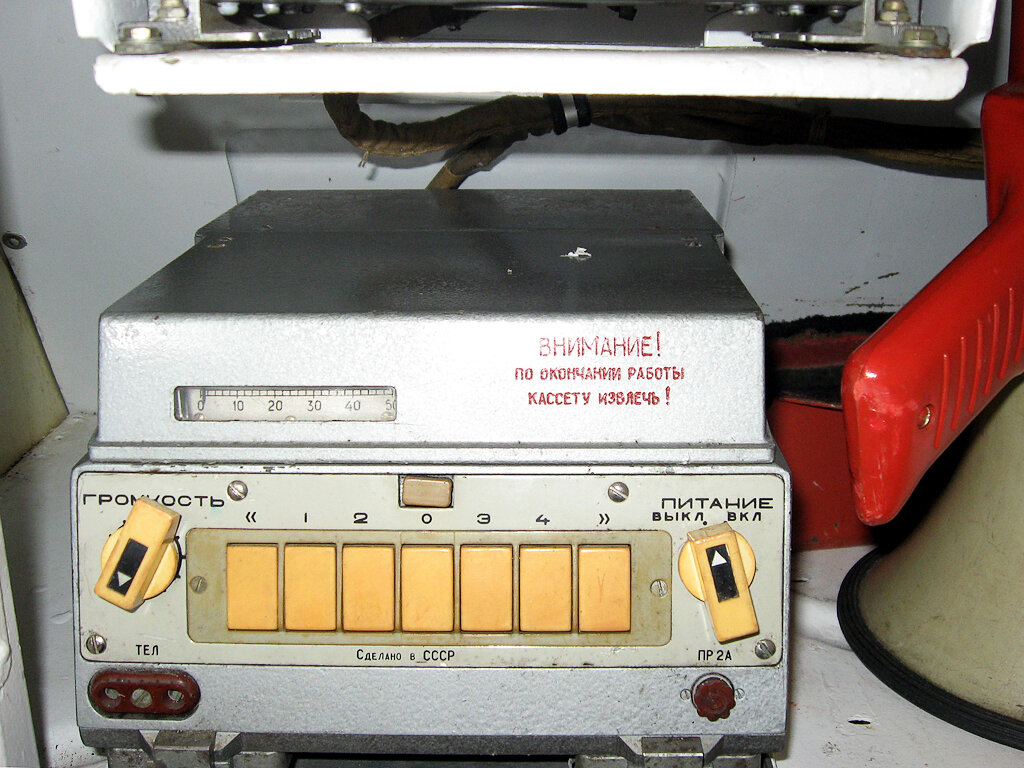 ВНИМАНИЕ!
ПО ОКОНЧАНИИ РАБОТЫ
КАССЕТУ ИЗВЛЕЧЬ!
0 10 20 30 40 50
ГРОМКОСТЬ
« 1 2 0 3 4 »
ПИТАНИЕ
ВЫКЛ ВКЛ
ТЕЛ
СДЕЛАНО В СССР
ПР 2А